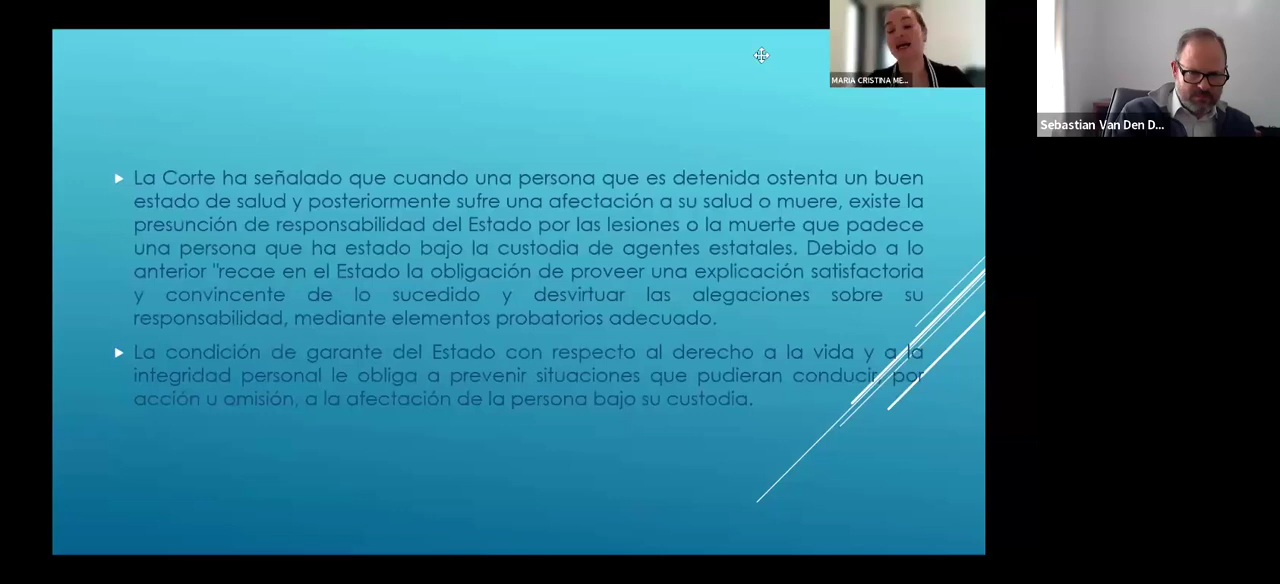 MARIA CRISTINA ME...
Sebastian Van Den D...
La Corte ha señalado que cuando una persona que es detenida ostenta un buen
estado de salud y posteriormente sufre una afectación a su salud o muere, existe la
presunción de responsabilidad del Estado por las lesiones o la muerte que padece
una persona que ha estado bajo la custodia de agentes estatales. Debido a lo
anterior "recae en el Estado la obligación de proveer una explicación satisfactoria
y convincente de lo sucedido y desvirtuar las alegaciones sobre su
responsabilidad, mediante elementos probatorios adecuado.
La condición de garante del Estado con respecto al derecho a la vida y a la
integridad personal le obliga a prevenir situaciones que pudieran conducir, por
acción u omisión, a la afectación de la persona bajo su custodia.